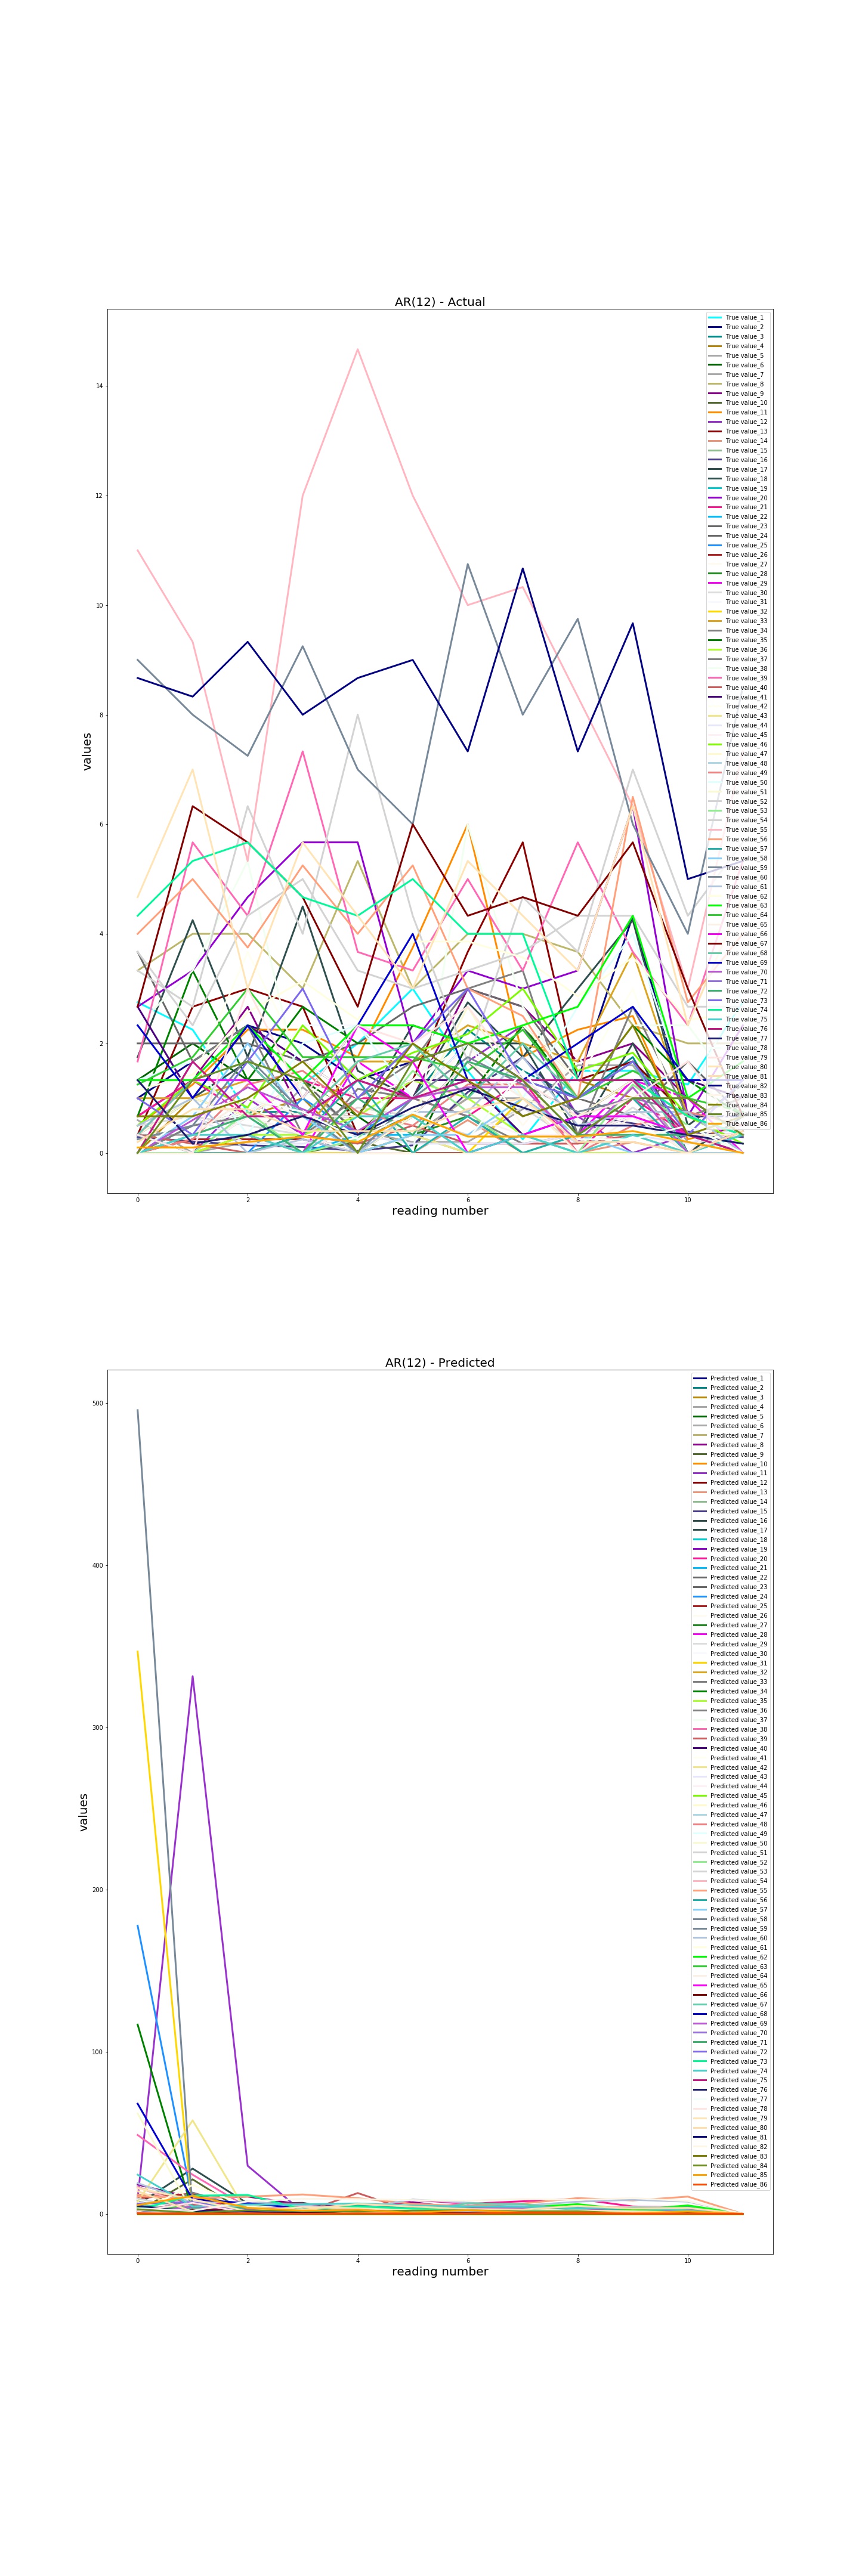 AR(12) - Actual
True value_1
True value_2
True value_3
True value_4
True value_5
True value_6
True value_7
True value_8
True value_9
True value_10
True value_11
True value_12
True value_13
True value_14
True value_15
True value_16
True value_17
True value_18
True value_19
True value_20
True value_21
True value_22
True value_23
True value_24
True value_25
True value_26
True value_27
True value_28
True value_29
True value_30
True value_31
True value_32
True value_33
True value_34
True value_35
True value_36
True value_37
True value_38
True value_39
True value_40
True value_41
True value_42
True value_43
True value_44
True value_45
True value_46
True value_47
True value_48
True value_49
True value_50
True value_51
True value_52
True value_53
True value_54
True value_55
True value_56
True value_57
True value_58
True value_59
True value_60
True value_61
True value_62
True value_63
True value_64
True value_65
True value_66
True value_67
True value_68
True value_69
True value_70
True value_71
True value_72
True value_73
True value_74
True value_75
True value_76
True value_77
True value_78
True value_79
True value_80
True value_81
True value_82
True value_83
True value_84
True value_85
True value_86
14
12
10
8
6
4
2
0
values
0 2 4 6 8 10
reading number
AR(12) - Predicted
Predicted value_1
Predicted value_2
Predicted value_3
Predicted value_4
Predicted value_5
Predicted value_6
Predicted value_7
Predicted value_8
Predicted value_9
Predicted value_10
Predicted value_11
Predicted value_12
Predicted value_13
Predicted value_14
Predicted value_15
Predicted value_16
Predicted value_17
Predicted value_18
Predicted value_19
Predicted value_20
Predicted value_21
Predicted value_22
Predicted value_23
Predicted value_24
Predicted value_25
Predicted value_26
Predicted value_27
Predicted value_28
Predicted value_29
Predicted value_30
Predicted value_31
Predicted value_32
Predicted value_33
Predicted value_34
Predicted value_35
Predicted value_36
Predicted value_37
Predicted value_38
Predicted value_39
Predicted value_40
Predicted value_41
Predicted value_42
Predicted value_43
Predicted value_44
Predicted value_45
Predicted value_46
Predicted value_47
Predicted value_48
Predicted value_49
Predicted value_50
Predicted value_51
Predicted value_52
Predicted value_53
Predicted value_54
Predicted value_55
Predicted value_56
Predicted value_57
Predicted value_58
Predicted value_59
Predicted value_60
Predicted value_61
Predicted value_62
Predicted value_63
Predicted value_64
Predicted value_65
Predicted value_66
Predicted value_67
Predicted value_68
Predicted value_69
Predicted value_70
Predicted value_71
Predicted value_72
Predicted value_73
Predicted value_74
Predicted value_75
Predicted value_76
Predicted value_77
Predicted value_78
Predicted value_79
Predicted value_80
Predicted value_81
Predicted value_82
Predicted value_83
Predicted value_84
Predicted value_85
Predicted value_86
500
400
300
200
100
0
values
0 2 4 6 8 10
reading number